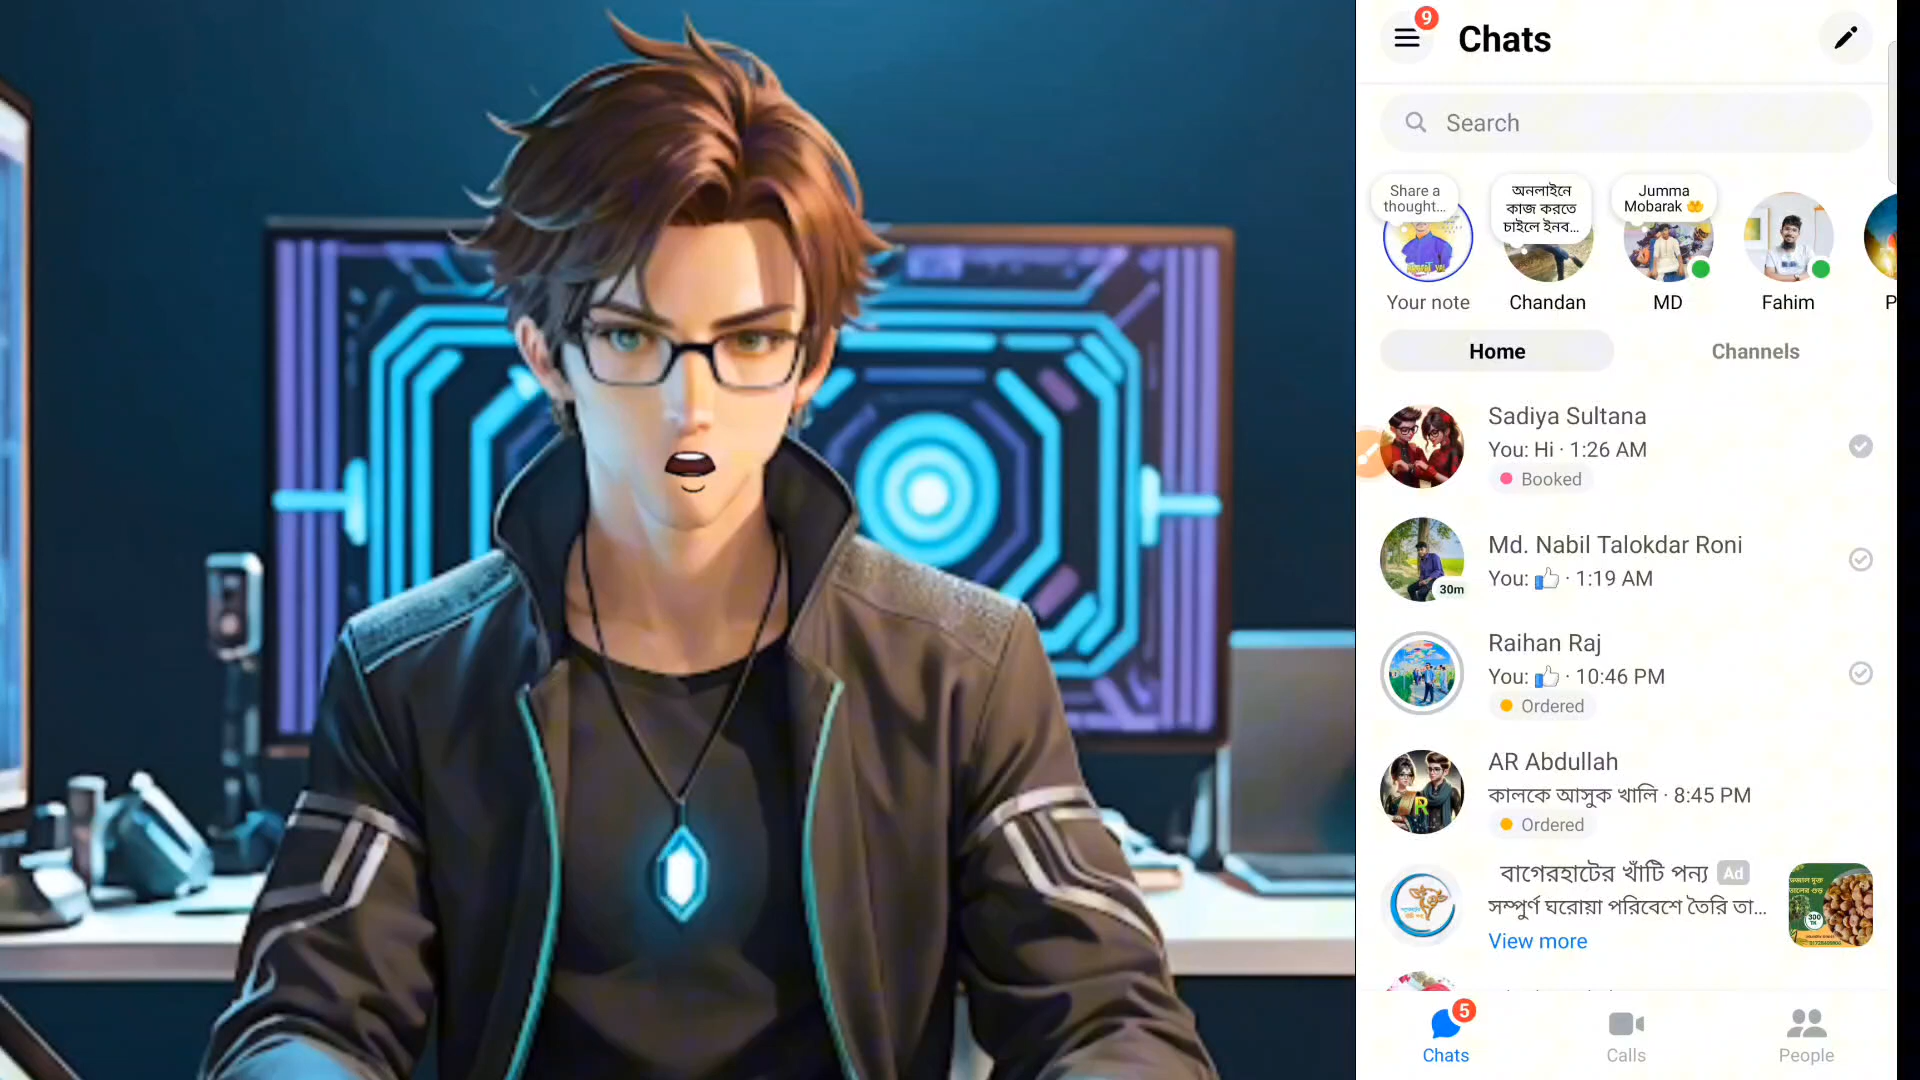 9
Chats
Search
Share a
thought...
অনলাইনে
কাজ করতে
চাইলে ইনব...
Jumma
Mobarak 🤲
Your note
Chandan
MD
Fahim
P
Home
Channels
Sadiya Sultana
You: Hi · 1:26 AM
Booked
Md. Nabil Talokdar Roni
You: 👍 · 1:19 AM
30m
Raihan Raj
You: 👍 · 10:46 PM
Ordered
AR Abdullah
R
কালকে আসুক খালি · 8:45 PM
Ordered
বাগেরহাটের খাঁটি পন্য Ad
সম্পুর্ণ ঘরোয়া পরিবেশে তৈরি তা...
300
View more
5
Chats
Calls
People